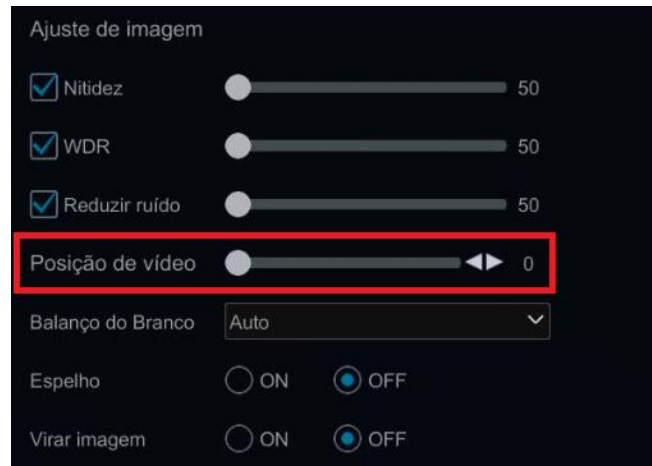 Ajuste de imagem
Nitidez 50
WDR 50
Reduzir ruído 50
Posição de vídeo 0
Balanço do Branco Auto
Espelho ON OFF
Virar imagem ON OFF